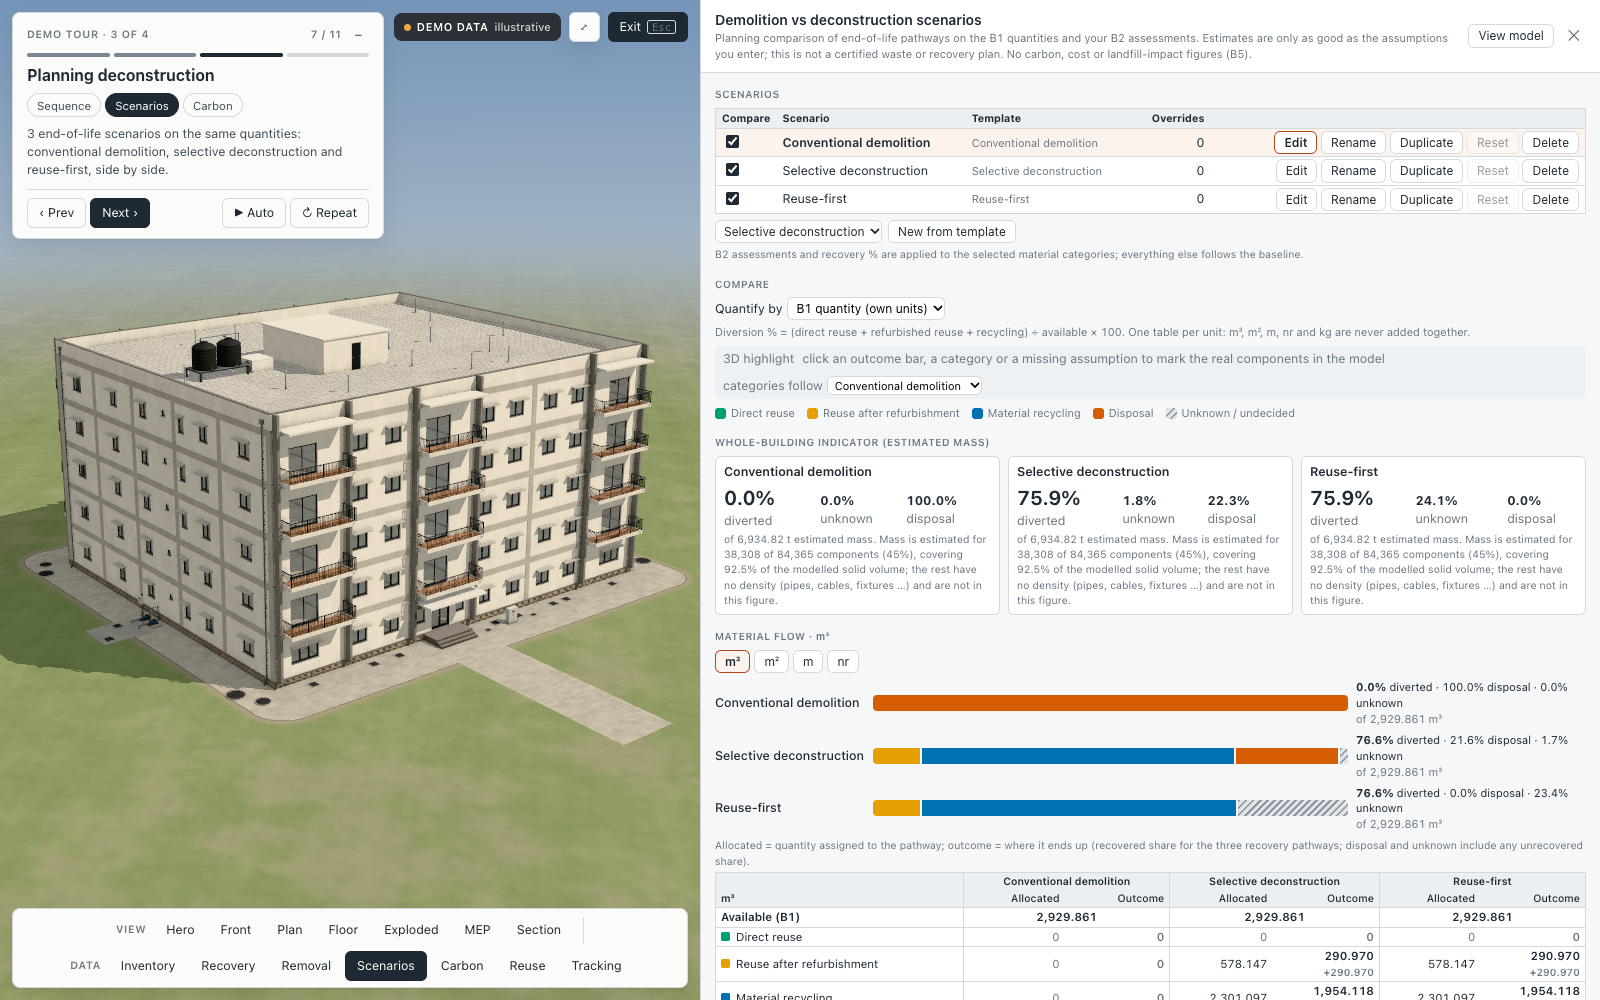 DEMO TOUR · 3 OF 4
7 / 11 −
Planning deconstruction
Sequence Scenarios Carbon
3 end-of-life scenarios on the same quantities:
conventional demolition, selective deconstruction and
reuse-first, side by side.
‹ Prev Next › ▶ Auto ↻ Repeat
DEMO DATA illustrative
Exit Esc
VIEW Hero Front Plan Floor Exploded MEP Section
DATA Inventory Recovery Removal Scenarios Carbon Reuse Tracking
Demolition vs deconstruction scenarios
Planning comparison of end-of-life pathways on the B1 quantities and your B2 assessments. Estimates are only as good as the assumptions
you enter; this is not a certified waste or recovery plan. No carbon, cost or landfill-impact figures (B5).
View model
SCENARIOS
Compare Scenario Template Overrides
Conventional demolition Conventional demolition 0 Edit Rename Duplicate Reset Delete
Selective deconstruction Selective deconstruction 0 Edit Rename Duplicate Reset Delete
Reuse-first Reuse-first 0 Edit Rename Duplicate Reset Delete
Selective deconstruction New from template
B2 assessments and recovery % are applied to the selected material categories; everything else follows the baseline.
COMPARE
Quantify by B1 quantity (own units)
Diversion % = (direct reuse + refurbished reuse + recycling) ÷ available × 100. One table per unit: m³, m², m, nr and kg are never added together.
3D highlight click an outcome bar, a category or a missing assumption to mark the real components in the model
categories follow Conventional demolition
Direct reuse Reuse after refurbishment Material recycling Disposal Unknown / undecided
WHOLE-BUILDING INDICATOR (ESTIMATED MASS)
Conventional demolition
0.0% 0.0% 100.0%
diverted unknown disposal
of 6,934.82 t estimated mass. Mass is estimated for
38,308 of 84,365 components (45%), covering
92.5% of the modelled solid volume; the rest have
no density (pipes, cables, fixtures ...) and are not in
this figure.
Selective deconstruction
75.9% 1.8% 22.3%
diverted unknown disposal
of 6,934.82 t estimated mass. Mass is estimated for
38,308 of 84,365 components (45%), covering
92.5% of the modelled solid volume; the rest have
no density (pipes, cables, fixtures ...) and are not in
this figure.
Reuse-first
75.9% 24.1% 0.0%
diverted unknown disposal
of 6,934.82 t estimated mass. Mass is estimated for
38,308 of 84,365 components (45%), covering
92.5% of the modelled solid volume; the rest have
no density (pipes, cables, fixtures ...) and are not in
this figure.
MATERIAL FLOW · m³
m³ m² m nr
Conventional demolition
0.0% diverted · 100.0% disposal · 0.0%
unknown
of 2,929.861 m³
Selective deconstruction
76.6% diverted · 21.6% disposal · 1.7%
unknown
of 2,929.861 m³
Reuse-first
76.6% diverted · 0.0% disposal · 23.4%
unknown
of 2,929.861 m³
Allocated = quantity assigned to the pathway; outcome = where it ends up (recovered share for the three recovery pathways; disposal and unknown include any unrecovered
share).
Conventional demolition Selective deconstruction Reuse-first
m³ Allocated Outcome Allocated Outcome Allocated Outcome
Available (B1) 2,929.861 2,929.861 2,929.861
Direct reuse 0 0 0 0 0 0
Reuse after refurbishment 0 0 578.147 290.970 578.147 290.970
+290.970 +290.970
Material recycling 0 0 2,301.097 1,954.118 2,301.097 1,954.118